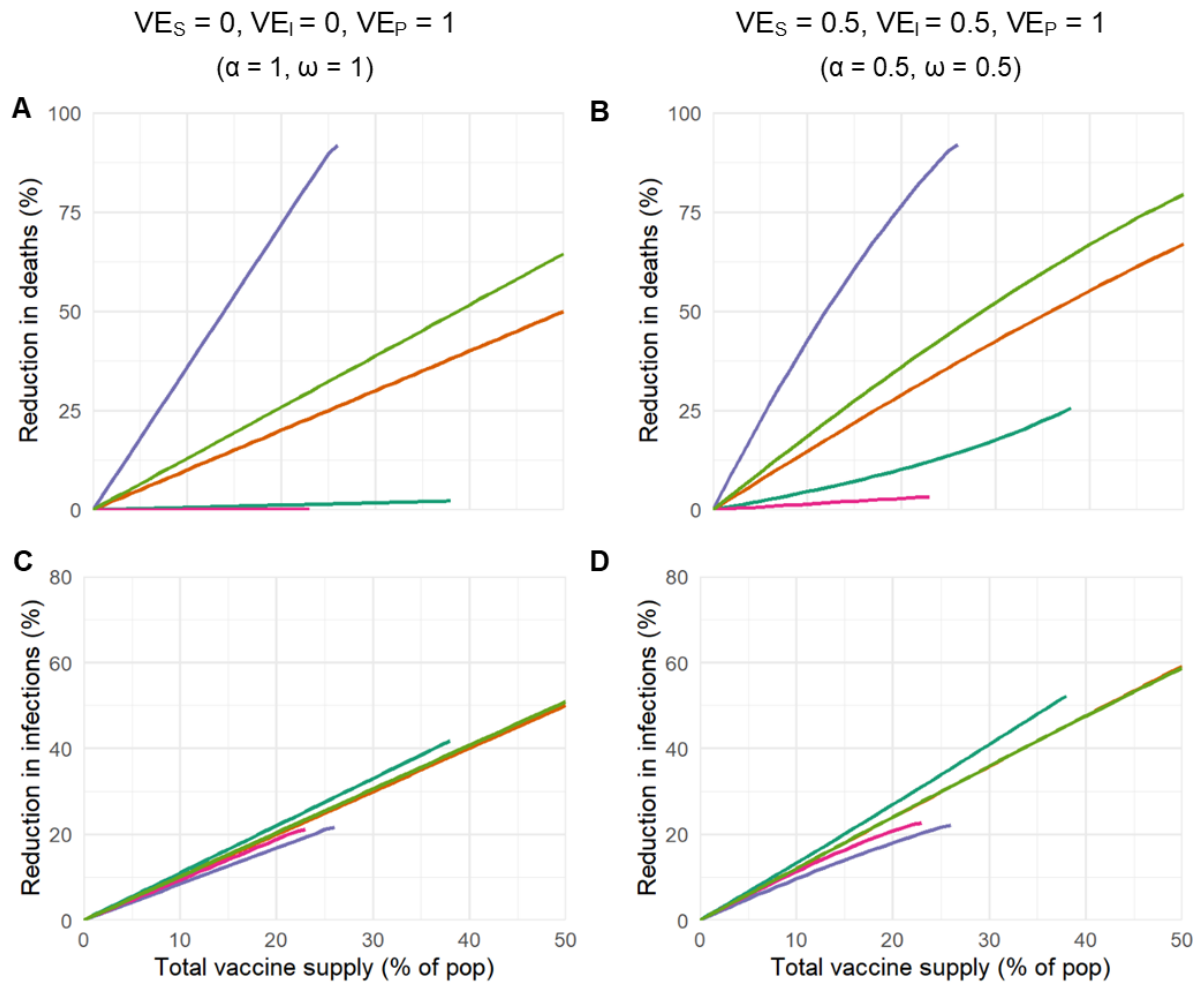 VES = 0, VEI = 0, VEP = 1
(α = 1, ω = 1)
VES = 0.5, VEI = 0.5, VEP = 1
(α = 0.5, ω = 0.5)
A
Reduction in deaths (%)
100
75
50
25
0
B
Reduction in deaths (%)
100
75
50
25
0
C
Reduction in infections (%)
80
60
40
20
0
0 10 20 30 40 50
Total vaccine supply (% of pop)
D
Reduction in infections (%)
80
60
40
20
0
0 10 20 30 40 50
Total vaccine supply (% of pop)